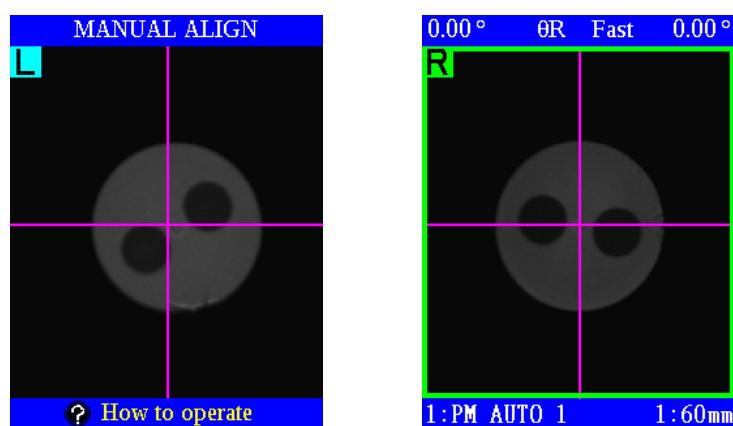 MANUAL ALIGN
L
? How to operate
0.00° θR Fast 0.00°
R
1:PM AUTO 1 1:60mm